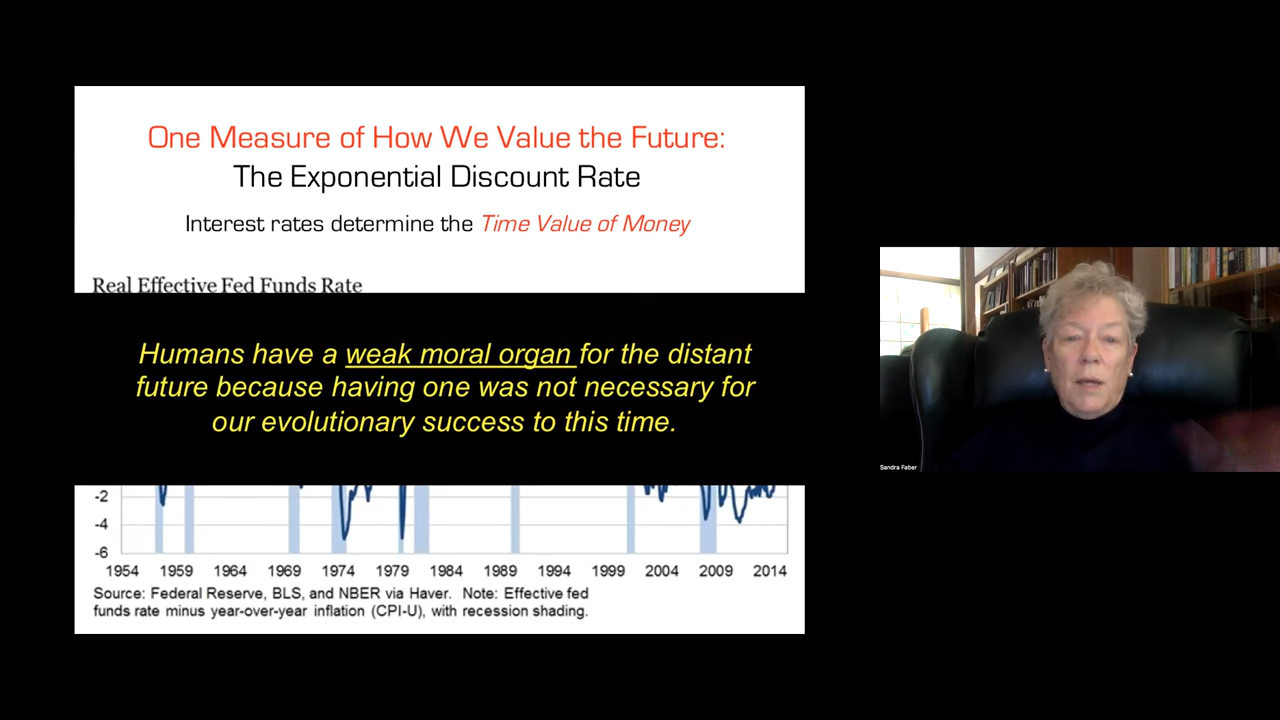 One Measure of How We Value the Future:
The Exponential Discount Rate
Interest rates determine the Time Value of Money
Real Effective Fed Funds Rate
Humans have a weak moral organ for the distant
future because having one was not necessary for
our evolutionary success to this time.
-2
-4
-6
1954 1959 1964 1969 1974 1979 1984 1989 1994 1999 2004 2009 2014
Source: Federal Reserve, BLS, and NBER via Haver. Note: Effective fed
funds rate minus year-over-year inflation (CPI-U), with recession shading.
Sandra Faber